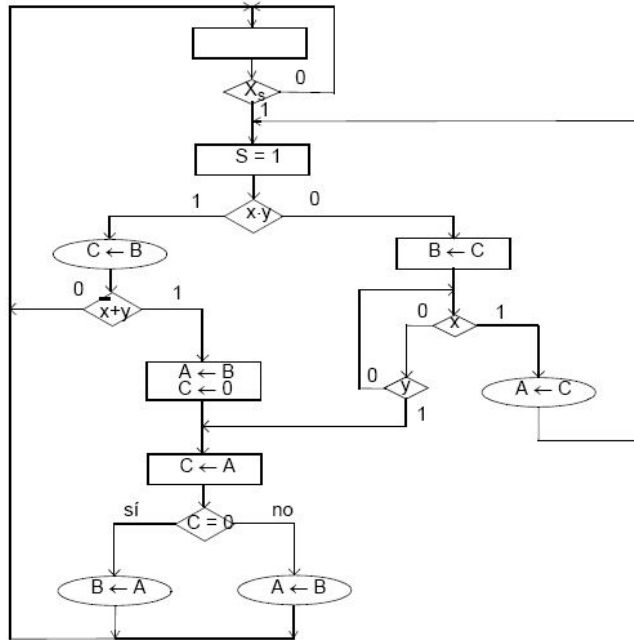 0
Xs
1
S = 1
1
x·y
0
C ← B
B ← C
0
x̄+y
1
0
x
1
A ← B
C ← 0
0
y
A ← C
1
C ← A
sí
C = 0
no
B ← A
A ← B